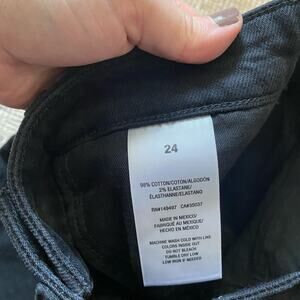 24
98% COTTON/COTON/ALGODÓN
2% ELASTANE/
ÉLASTHANNE/ELASTANO
RN#149497 CA#35037
MADE IN MEXICO/
FABRIQUÉ AU MEXIQUE/
HECHO EN MÉXICO
MACHINE WASH COLD WITH LIKE
COLORS INSIDE OUT
DO NOT BLEACH
TUMBLE DRY LOW
LOW IRON IF NEEDED